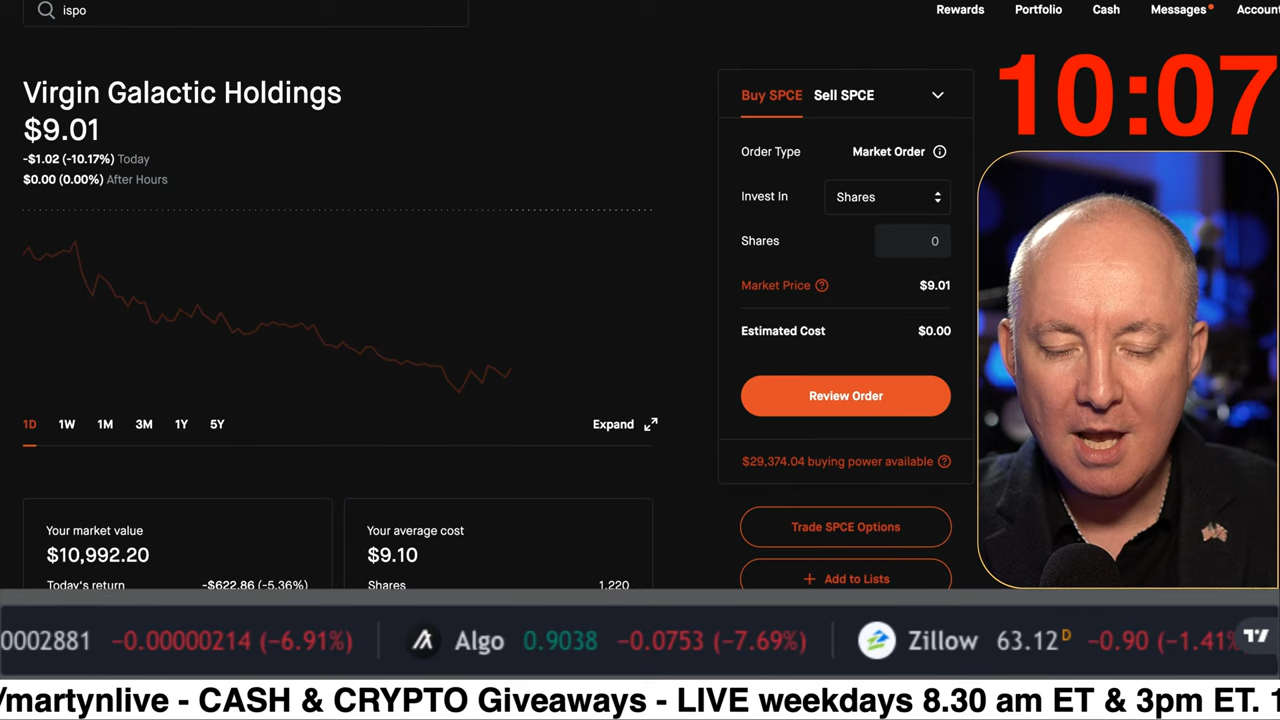 ispo
Rewards Portfolio Cash Messages Account
10:07
Virgin Galactic Holdings
$9.01
-$1.02 (-10.17%) Today
$0.00 (0.00%) After Hours
Buy SPCE Sell SPCE
Order Type Market Order
Invest In Shares
Shares 0
Market Price $9.01
Estimated Cost $0.00
Review Order
$29,374.04 buying power available
1D 1W 1M 3M 1Y 5Y Expand
Your market value
$10,992.20
Today's return -$622.86 (-5.36%)
Your average cost
$9.10
Shares 1,220
Trade SPCE Options
+ Add to Lists
0002881 −0.00000214 (−6.91%) Algo 0.9038 −0.0753 (−7.69%) Zillow 63.12 D −0.90 (−1.41%
/martynlive - CASH & CRYPTO Giveaways - LIVE weekdays 8.30 am ET & 3pm ET. 1